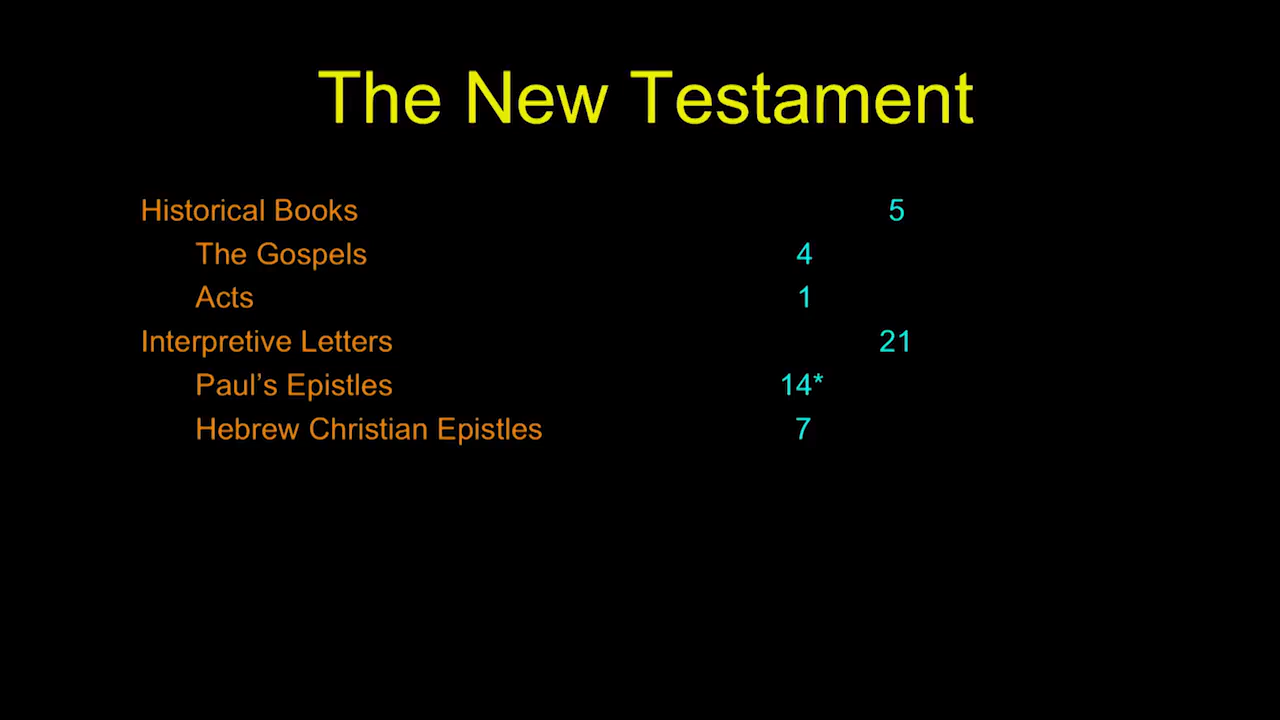 The New Testament
Historical Books 5
The Gospels 4
Acts 1
Interpretive Letters 21
Paul’s Epistles 14*
Hebrew Christian Epistles 7